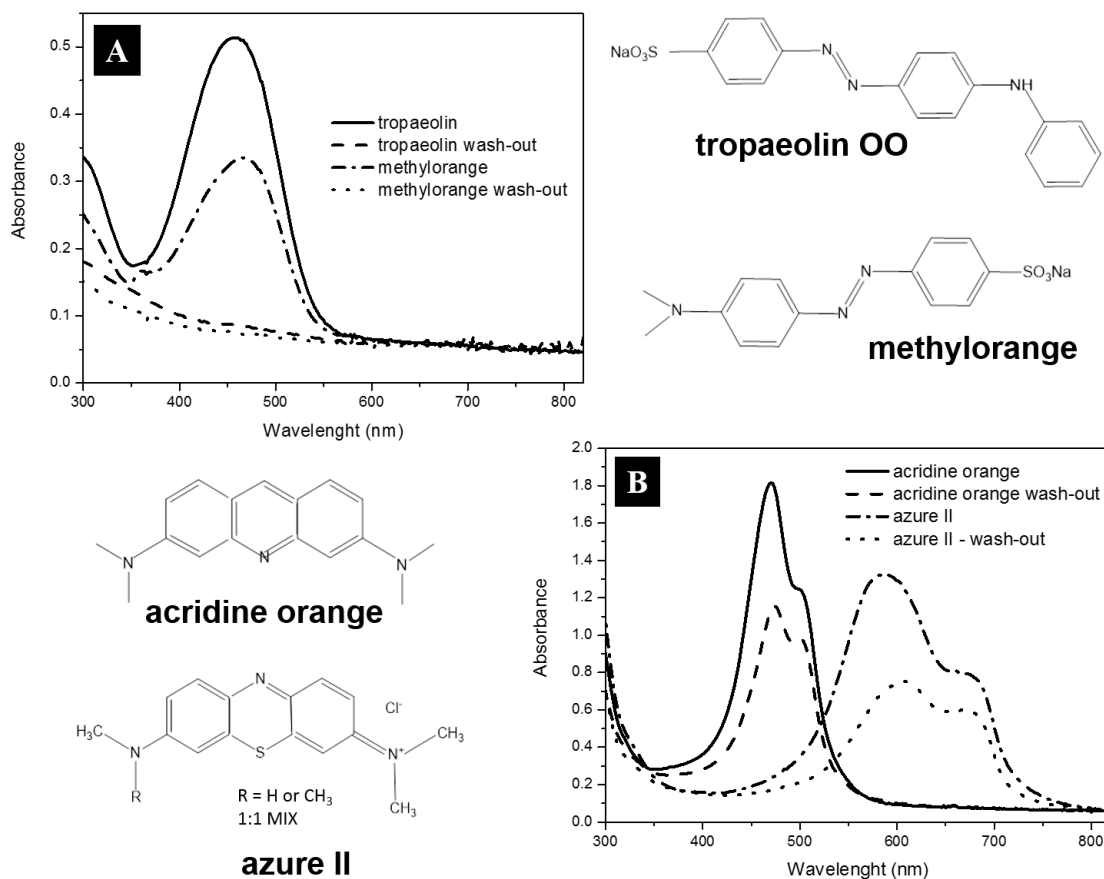 A
0.5
0.4
0.3
0.2
0.1
0.0
300
400
500
600
700
800
Absorbance
Wavelenght (nm)
tropaeolin
tropaeolin wash-out
methylorange
methylorange wash-out
NaO₃S
N
N
NH
tropaeolin OO
N
N
N
SO₃Na
methylorange
N
N
N
acridine orange
N
S
H₃C
N
R
Cl⁻
N⁺
CH₃
CH₃
R = H or CH₃
1:1 MIX
azure II
B
2.0
1.8
1.6
1.4
1.2
1.0
0.8
0.6
0.4
0.2
0.0
300
400
500
600
700
800
Absorbance
Wavelenght (nm)
acridine orange
acridine orange wash-out
azure II
azure II - wash-out